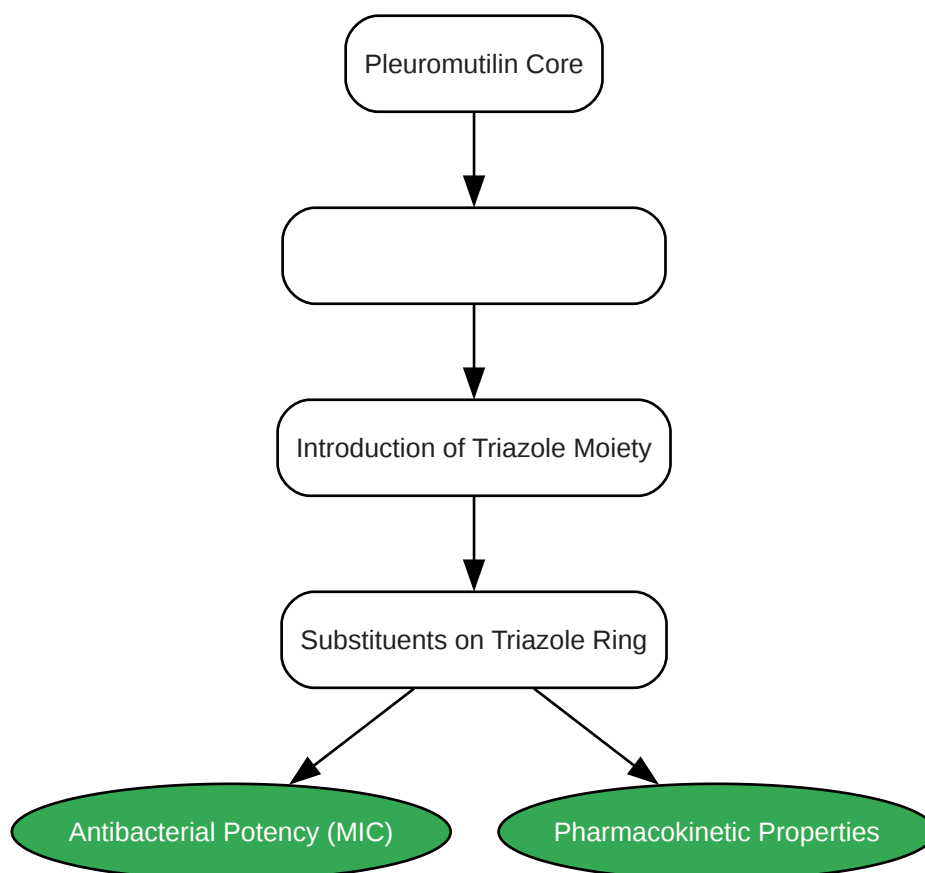 Pleuromutilin Core
Introduction of Triazole Moiety
Substituents on Triazole Ring
Antibacterial Potency (MIC)
Pharmacokinetic Properties